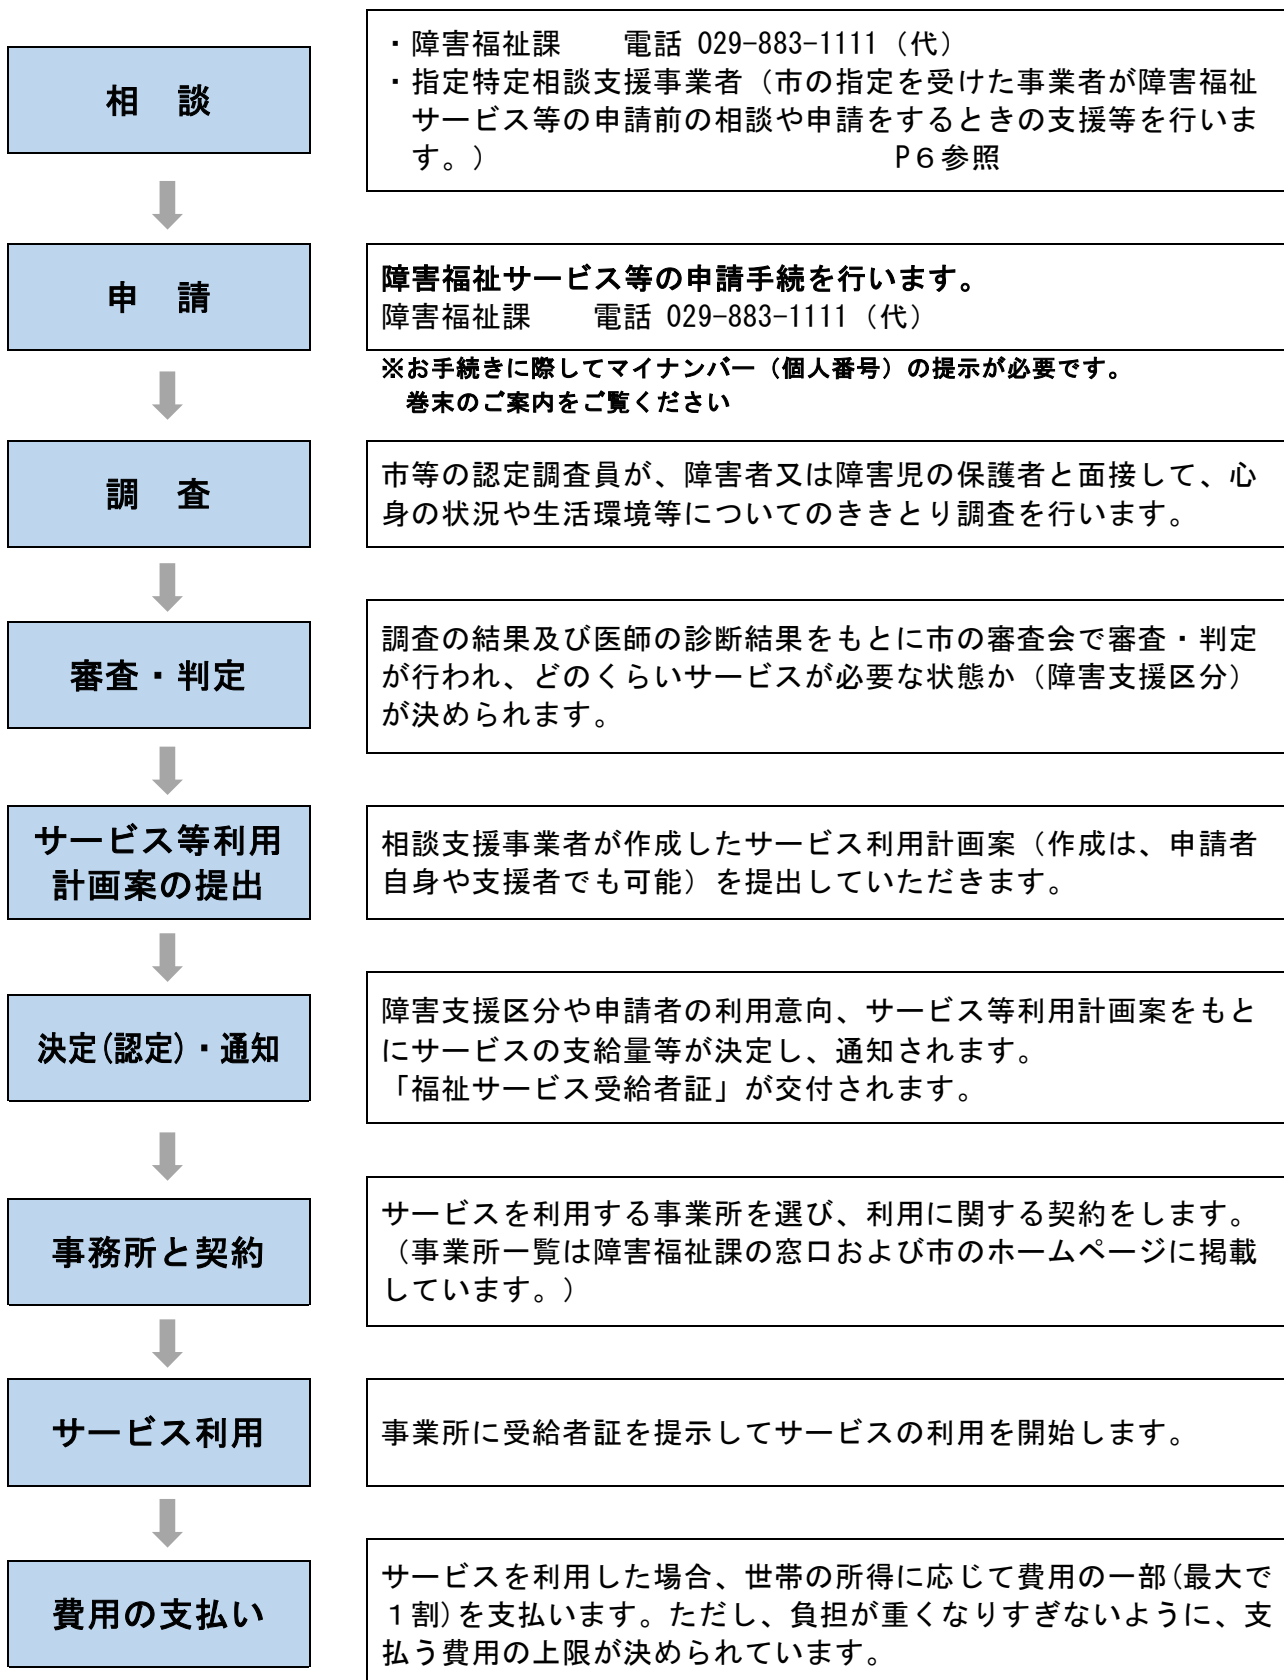 相　談
・障害福祉課　　電話 029-883-1111（代）
・指定特定相談支援事業者（市の指定を受けた事業者が障害福祉
サービス等の申請前の相談や申請をするときの支援等を行いま
す。）　　　　　　　　　　　　　　P６参照
申　請
障害福祉サービス等の申請手続を行います。
障害福祉課　　電話 029-883-1111（代）
※お手続きに際してマイナンバー（個人番号）の提示が必要です。
巻末のご案内をご覧ください
調　査
市等の認定調査員が、障害者又は障害児の保護者と面接して、心
身の状況や生活環境等についてのききとり調査を行います。
審査・判定
調査の結果及び医師の診断結果をもとに市の審査会で審査・判定
が行われ、どのくらいサービスが必要な状態か（障害支援区分）
が決められます。
サービス等利用
計画案の提出
相談支援事業者が作成したサービス利用計画案（作成は、申請者
自身や支援者でも可能）を提出していただきます。
決定(認定)・通知
障害支援区分や申請者の利用意向、サービス等利用計画案をもと
にサービスの支給量等が決定し、通知されます。
「福祉サービス受給者証」が交付されます。
事務所と契約
サービスを利用する事業所を選び、利用に関する契約をします。
（事業所一覧は障害福祉課の窓口および市のホームページに掲載
しています。）
サービス利用
事業所に受給者証を提示してサービスの利用を開始します。
費用の支払い
サービスを利用した場合、世帯の所得に応じて費用の一部(最大で
１割)を支払います。ただし、負担が重くなりすぎないように、支
払う費用の上限が決められています。